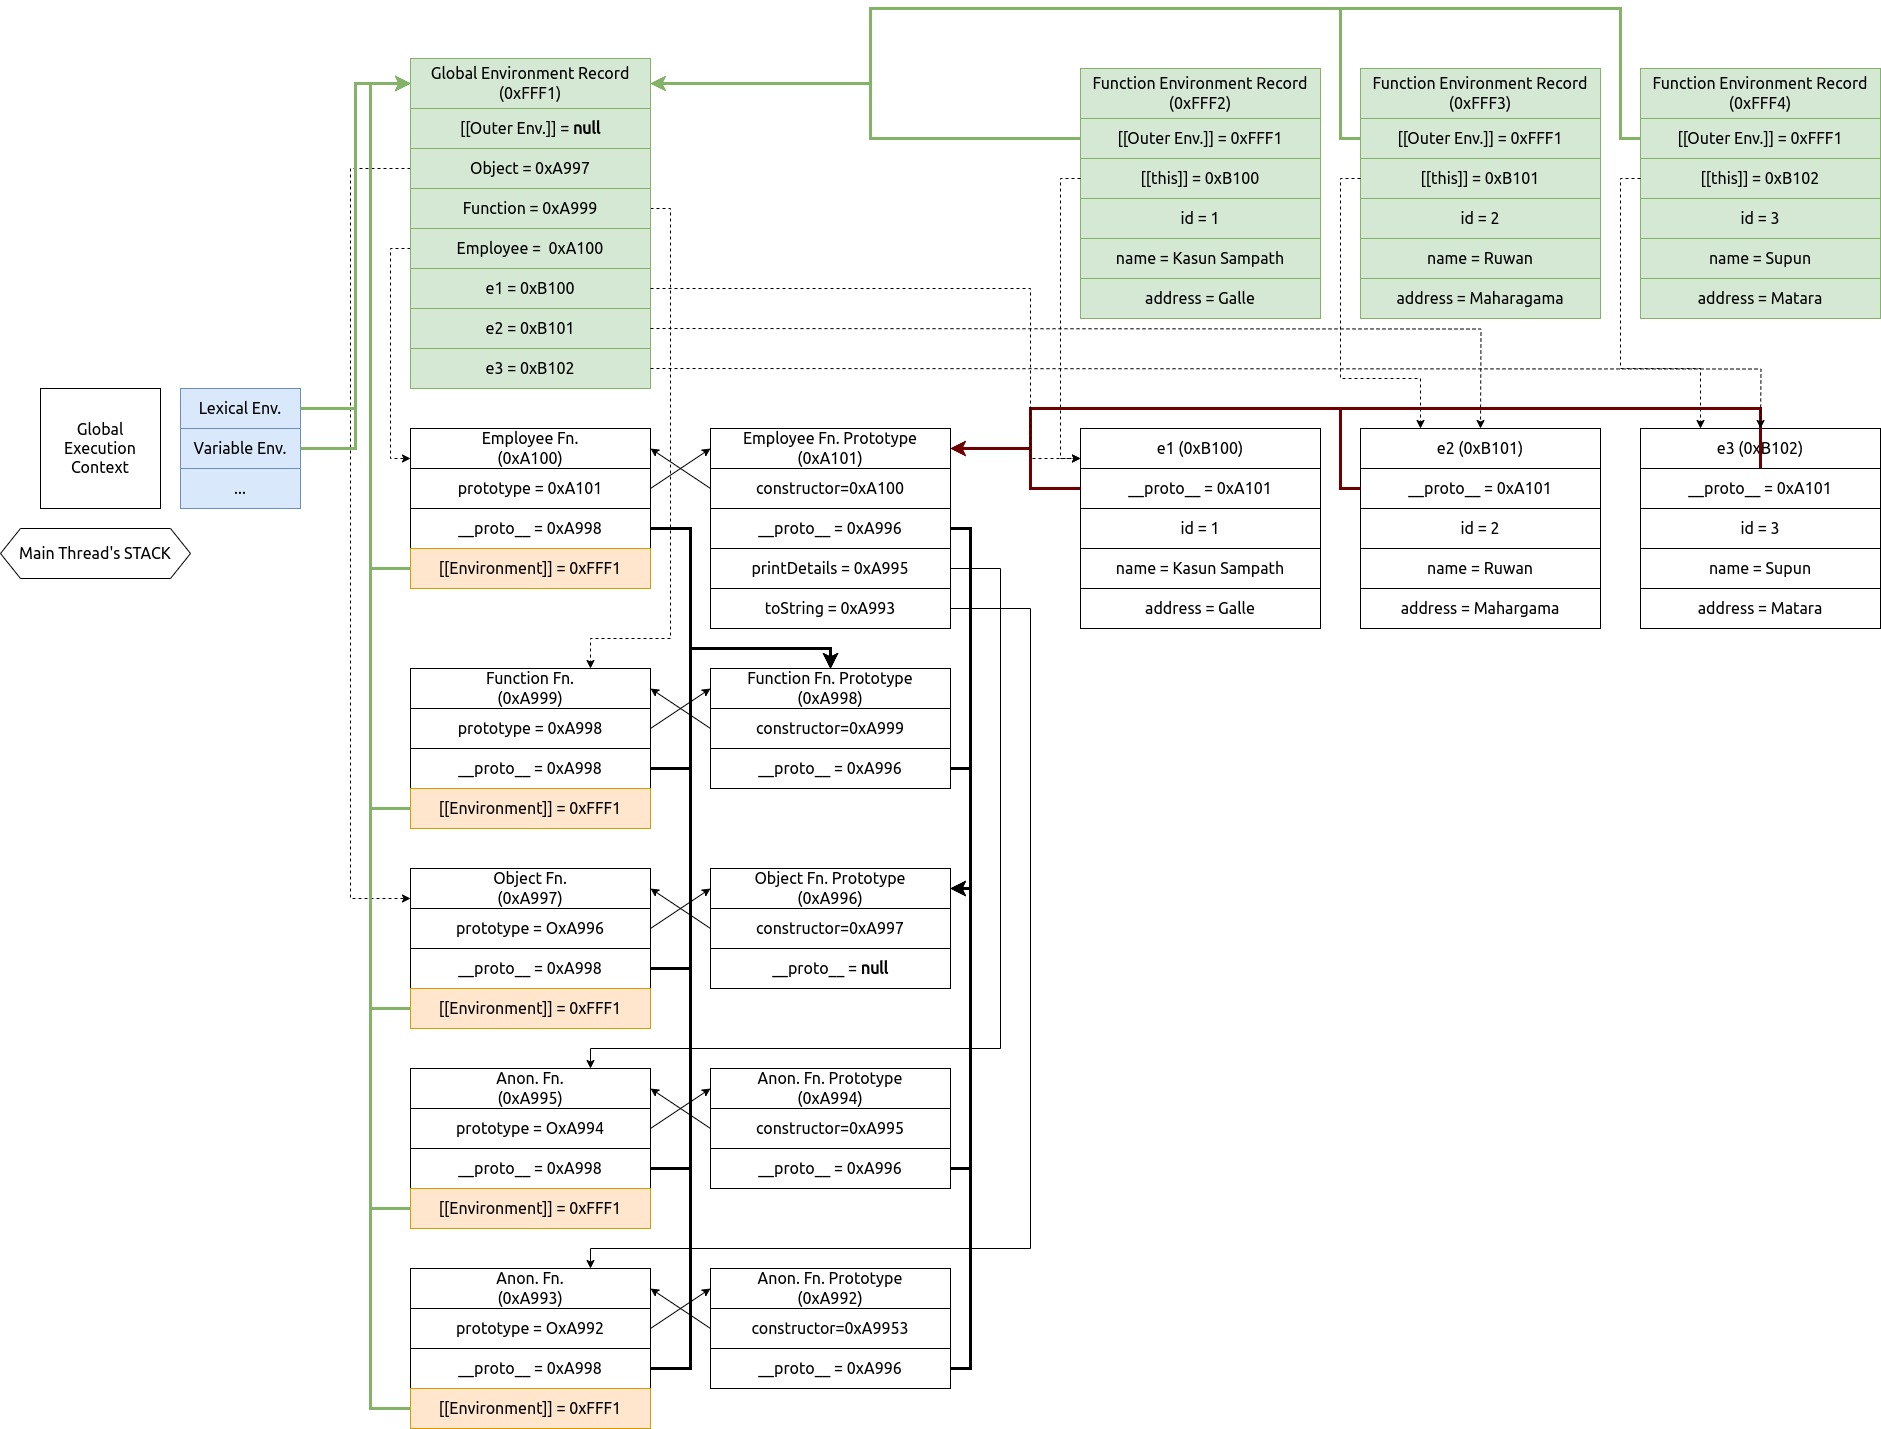 Global Environment Record
(0xFFF1)
[[Outer Env.]] = null
Object = 0xA997
Function = 0xA999
Employee =  0xA100
e1 = 0xB100
e2 = 0xB101
e3 = 0xB102
Function Environment Record
(0xFFF2)
[[Outer Env.]] = 0xFFF1
[[this]] = 0xB100
id = 1
name = Kasun Sampath
address = Galle
Function Environment Record
(0xFFF3)
[[Outer Env.]] = 0xFFF1
[[this]] = 0xB101
id = 2
name = Ruwan
address = Maharagama
Function Environment Record
(0xFFF4)
[[Outer Env.]] = 0xFFF1
[[this]] = 0xB102
id = 3
name = Supun
address = Matara
Global
Execution
Context
Lexical Env.
Variable Env.
...
Main Thread's STACK
Employee Fn.
(0xA100)
prototype = 0xA101
__proto__ = 0xA998
[[Environment]] = 0xFFF1
Employee Fn. Prototype
(0xA101)
constructor=0xA100
__proto__ = 0xA996
printDetails = 0xA995
toString = 0xA993
e1 (0xB100)
__proto__ = 0xA101
id = 1
name = Kasun Sampath
address = Galle
e2 (0xB101)
__proto__ = 0xA101
id = 2
name = Ruwan
address = Mahargama
e3 (0xB102)
__proto__ = 0xA101
id = 3
name = Supun
address = Matara
Function Fn.
(0xA999)
prototype = 0xA998
__proto__ = 0xA998
[[Environment]] = 0xFFF1
Function Fn. Prototype
(0xA998)
constructor=0xA999
__proto__ = 0xA996
Object Fn.
(0xA997)
prototype = OxA996
__proto__ = 0xA998
[[Environment]] = 0xFFF1
Object Fn. Prototype
(0xA996)
constructor=0xA997
__proto__ = null
Anon. Fn.
(0xA995)
prototype = OxA994
__proto__ = 0xA998
[[Environment]] = 0xFFF1
Anon. Fn. Prototype
(0xA994)
constructor=0xA995
__proto__ = 0xA996
Anon. Fn.
(0xA993)
prototype = OxA992
__proto__ = 0xA998
[[Environment]] = 0xFFF1
Anon. Fn. Prototype
(0xA992)
constructor=0xA9953
__proto__ = 0xA996